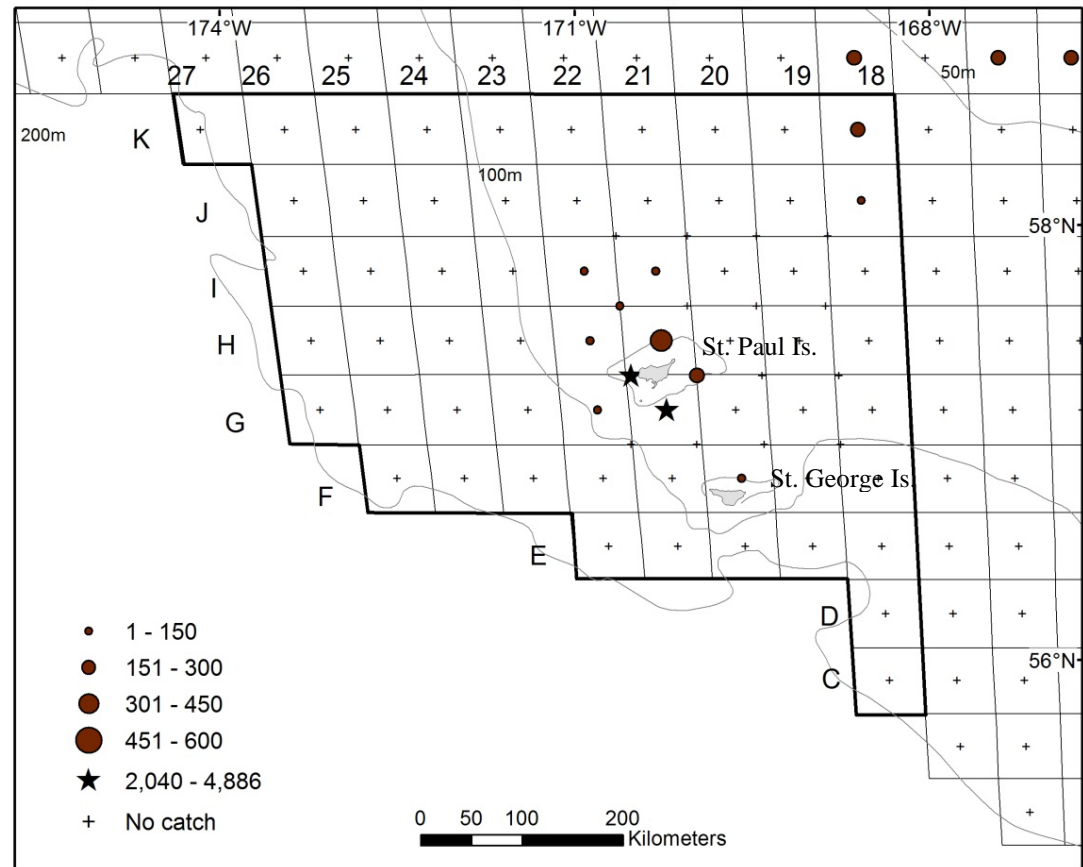 174°W 171°W 168°W
27 26 25 24 23 22 21 20 19 18 50m
200m K
100m
J
58°N
I
H St. Paul Is.
G
F St. George Is.
E
D
C 56°N
1 - 150
151 - 300
301 - 450
451 - 600
2,040 - 4,886
No catch
0 50 100 200
Kilometers